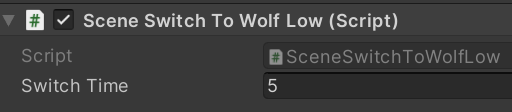 # Scene Switch To Wolf Low (Script)
Script # SceneSwitchToWolfLow
Switch Time 5